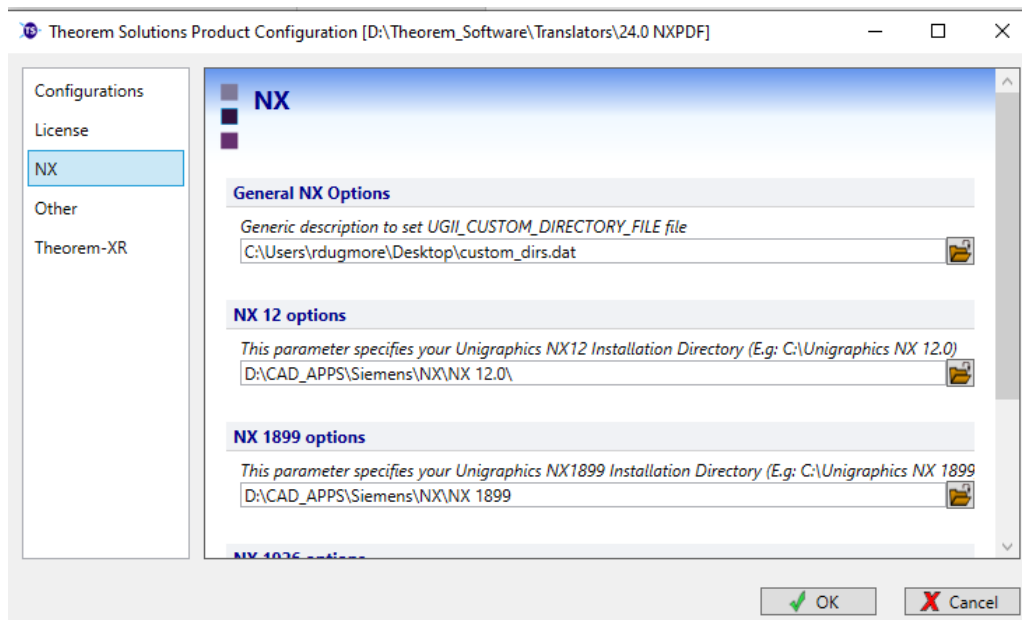 Theorem Solutions Product Configuration [D:\Theorem_Software\Translators\24.0 NXPDF]
Configurations
License
NX
Other
Theorem-XR
NX
General NX Options
Generic description to set UGII_CUSTOM_DIRECTORY_FILE file
C:\Users\rdugmore\Desktop\custom_dirs.dat
NX 12 options
This parameter specifies your Unigraphics NX12 Installation Directory (E.g: C:\Unigraphics NX 12.0)
D:\CAD_APPS\Siemens\NX\NX 12.0\
NX 1899 options
This parameter specifies your Unigraphics NX1899 Installation Directory (E.g: C:\Unigraphics NX 1899
D:\CAD_APPS\Siemens\NX\NX 1899
NX 1926 options
OK
Cancel